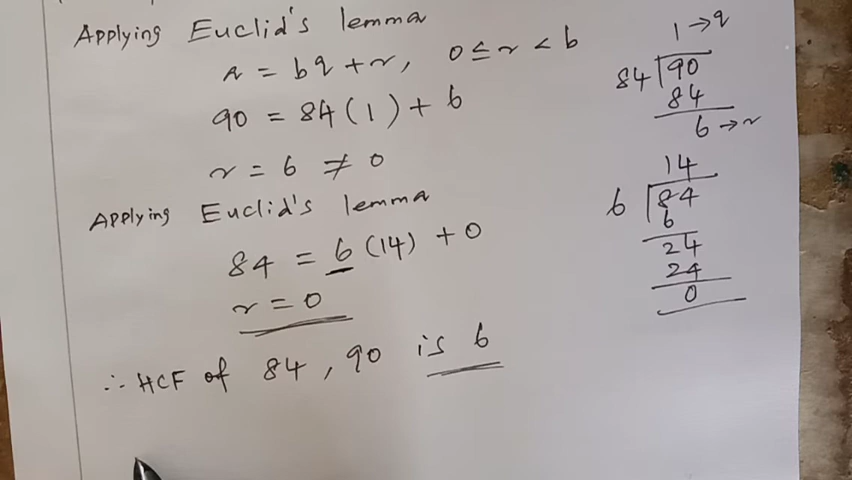 Applying Euclid's lemma
a = bq + r, 0 ≤ r < b
90 = 84(1) + 6
r = 6 ≠ 0
Applying Euclid's lemma
84 = 6(14) + 0
r = 0
∴ HCF of 84, 90 is 6
1 → q
84) 90
84
6 → r
14
6) 84
6
24
24
0